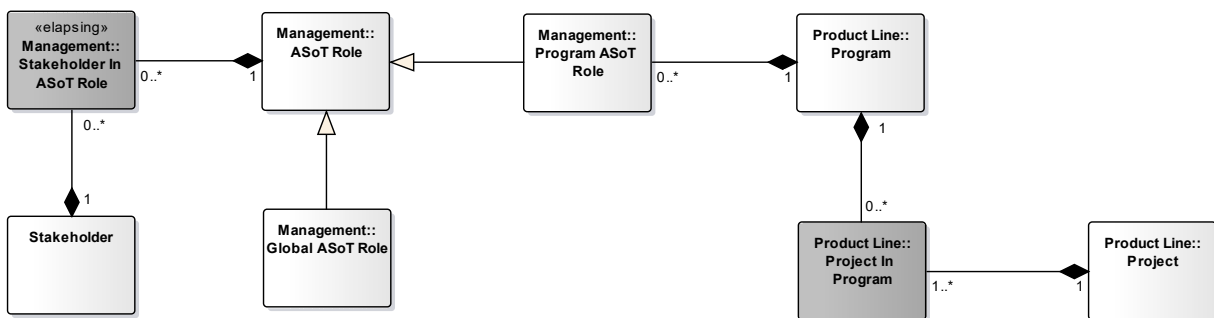 «elapsing»
Management::
Stakeholder In
ASoT Role
0..*
1
Management::
ASoT Role
Management::
Program ASoT
Role
0..*
1
Product Line::
Program
0..*
1
1
0..*
Stakeholder
Management::
Global ASoT Role
Product Line::
Project In
Program
1..*
1
Product Line::
Project